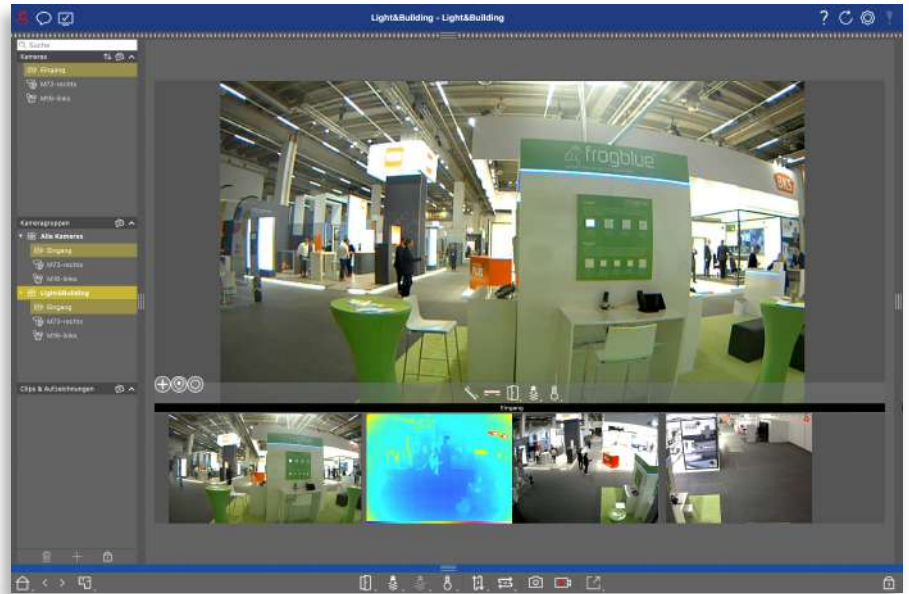 Light&Building - Light&Building
Suche
Kameras
Eingang
M73-rechts
M16-links
frogblue
BKS
Kameragruppen
Alle Kameras
Eingang
M73-rechts
M16-links
Light&Building
Eingang
M73-rechts
M16-links
Clips & Aufzeichnungen
Eingang